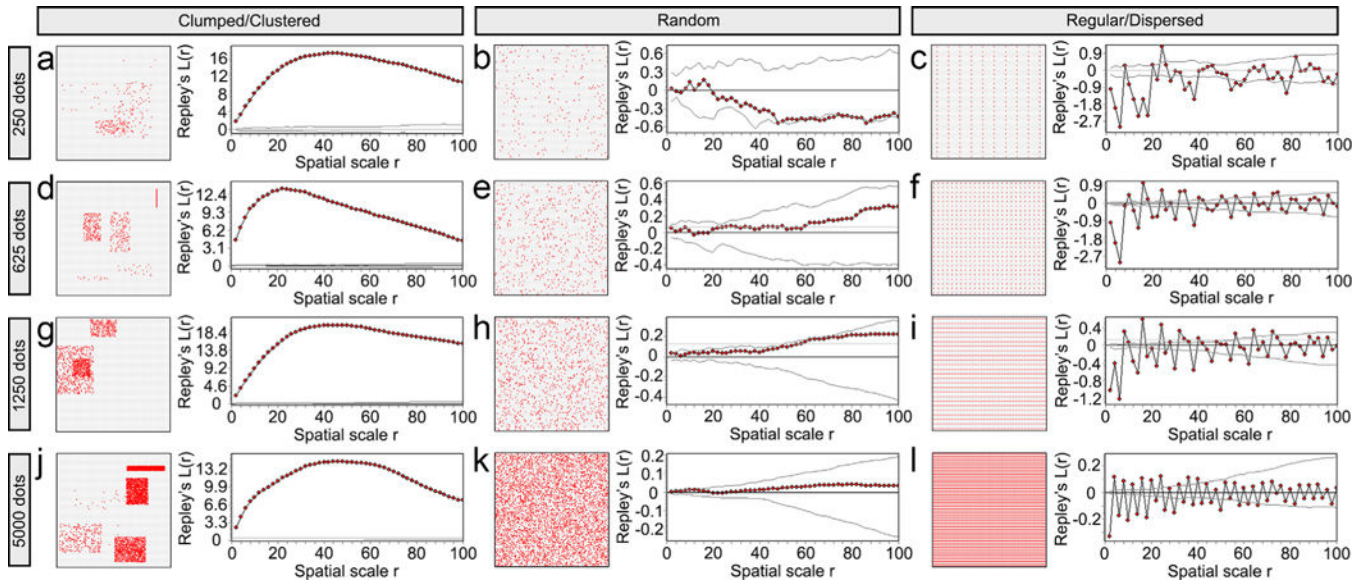 Clumped/Clustered
Random
Regular/Dispersed
250 dots
a
Repley's L(r)
16
12
8
4
0
0 20 40 60 80 100
Spatial scale r
b
Repley's L(r)
0.6
0.3
0
-0.3
-0.6
0 20 40 60 80 100
Spatial scale r
c
Repley's L(r)
0.9
0
-0.9
-1.8
-2.7
0 20 40 60 80 100
Spatial scale r
625 dots
d
Repley's L(r)
12.4
9.3
6.2
3.1
0
0 20 40 60 80 100
Spatial scale r
e
Repley's L(r)
0.6
0.4
0.2
0
-0.2
-0.4
0 20 40 60 80 100
Spatial scale r
f
Repley's L(r)
0.9
0
-0.9
-1.8
-2.7
0 20 40 60 80 100
Spatial scale r
1250 dots
g
Repley's L(r)
18.4
13.8
9.2
4.6
0
0 20 40 60 80 100
Spatial scale r
h
Repley's L(r)
0.2
0
-0.2
-0.4
0 20 40 60 80 100
Spatial scale r
i
Repley's L(r)
0.4
0
-0.4
-0.8
-1.2
0 20 40 60 80 100
Spatial scale r
5000 dots
j
Repley's L(r)
13.2
9.9
6.6
3.3
0
0 20 40 60 80 100
Spatial scale r
k
Repley's L(r)
0.2
0.1
0
-0.1
-0.2
0 20 40 60 80 100
Spatial scale r
l
Repley's L(r)
0.2
0
-0.2
0 20 40 60 80 100
Spatial scale r